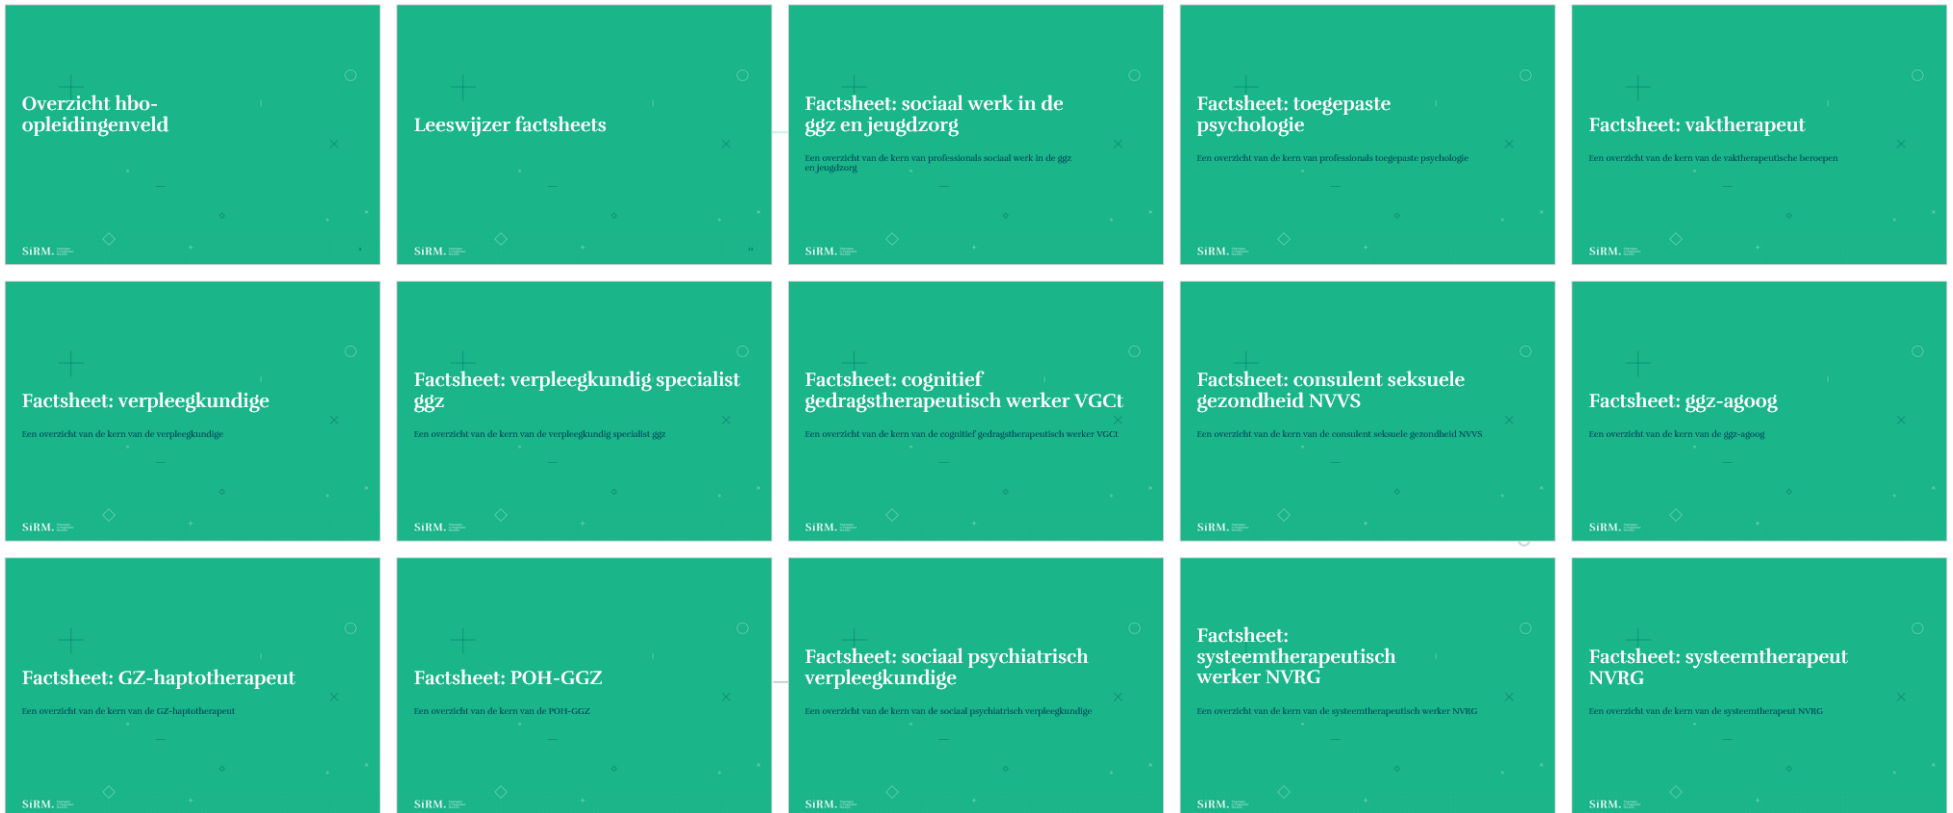 Overzicht hbo-
opleidingenveld
SiRM.
Leeswijzer factsheets
SiRM.
Factsheet: sociaal werk in de
ggz en jeugdzorg
Een overzicht van de kern van professionals sociaal werk in de ggz
en jeugdzorg
SiRM.
Factsheet: toegepaste
psychologie
Een overzicht van de kern van professionals toegepaste psychologie
SiRM.
Factsheet: vaktherapeut
Een overzicht van de kern van de vaktherapeutische beroepen
SiRM.
Factsheet: verpleegkundige
Een overzicht van de kern van de verpleegkundige
SiRM.
Factsheet: verpleegkundig specialist
ggz
Een overzicht van de kern van de verpleegkundig specialist ggz
SiRM.
Factsheet: cognitief
gedragstherapeutisch werker VGCt
Een overzicht van de kern van de cognitief gedragstherapeutisch werker VGCt
SiRM.
Factsheet: consulent seksuele
gezondheid NVVS
Een overzicht van de kern van de consulent seksuele gezondheid NVVS
SiRM.
Factsheet: ggz-agoog
Een overzicht van de kern van de ggz-agoog
SiRM.
Factsheet: GZ-haptotherapeut
Een overzicht van de kern van de GZ-haptotherapeut
SiRM.
Factsheet: POH-GGZ
Een overzicht van de kern van de POH-GGZ
SiRM.
Factsheet: sociaal psychiatrisch
verpleegkundige
Een overzicht van de kern van de sociaal psychiatrisch verpleegkundige
SiRM.
Factsheet:
systeemtherapeutisch
werker NVRG
Een overzicht van de kern van de systeemtherapeutisch werker NVRG
SiRM.
Factsheet: systeemtherapeut
NVRG
Een overzicht van de kern van de systeemtherapeut NVRG
SiRM.